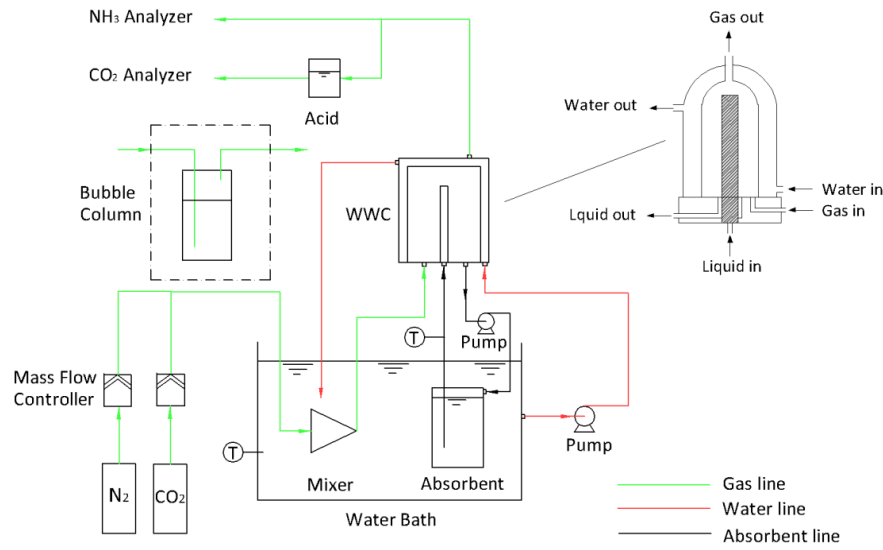 NH₃ Analyzer
Gas out
CO₂ Analyzer
Acid
Water out
Bubble
Column
WWC
Water in
Lquid out
Gas in
Liquid in
T
Pump
Mass Flow
Controller
T
Pump
N₂
CO₂
Mixer
Absorbent
Gas line
Water line
Water Bath
Absorbent line